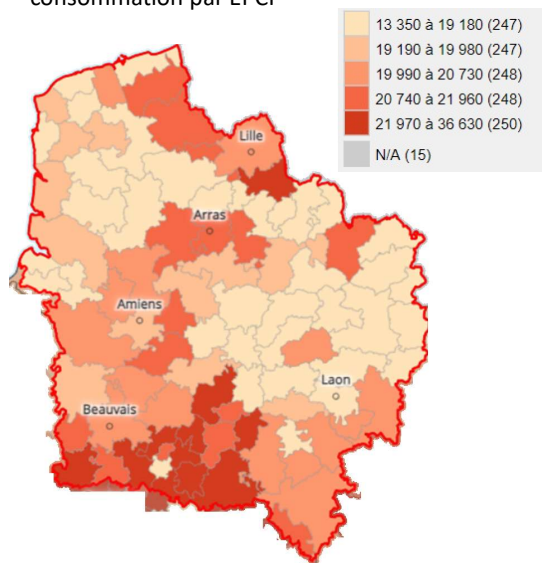 consommation par EPCI
13 350 à 19 180 (247)
19 190 à 19 980 (247)
19 990 à 20 730 (248)
20 740 à 21 960 (248)
21 970 à 36 630 (250)
N/A (15)
Lille
Arras
Amiens
Laon
Beauvais